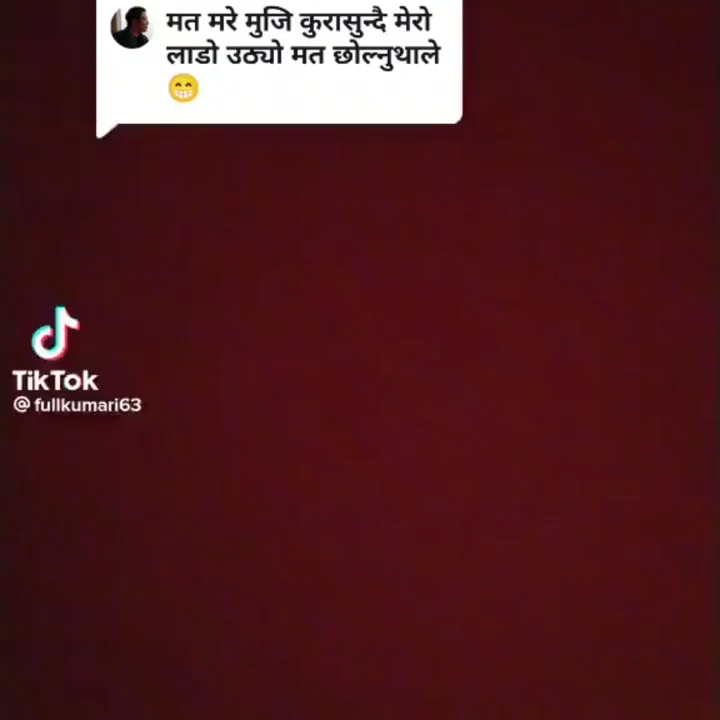 मत मरे मुजि कुरासुन्दै मेरो
लाडो उठ्यो मत छोल्नुथाले
😁
TikTok
@fullkumari63